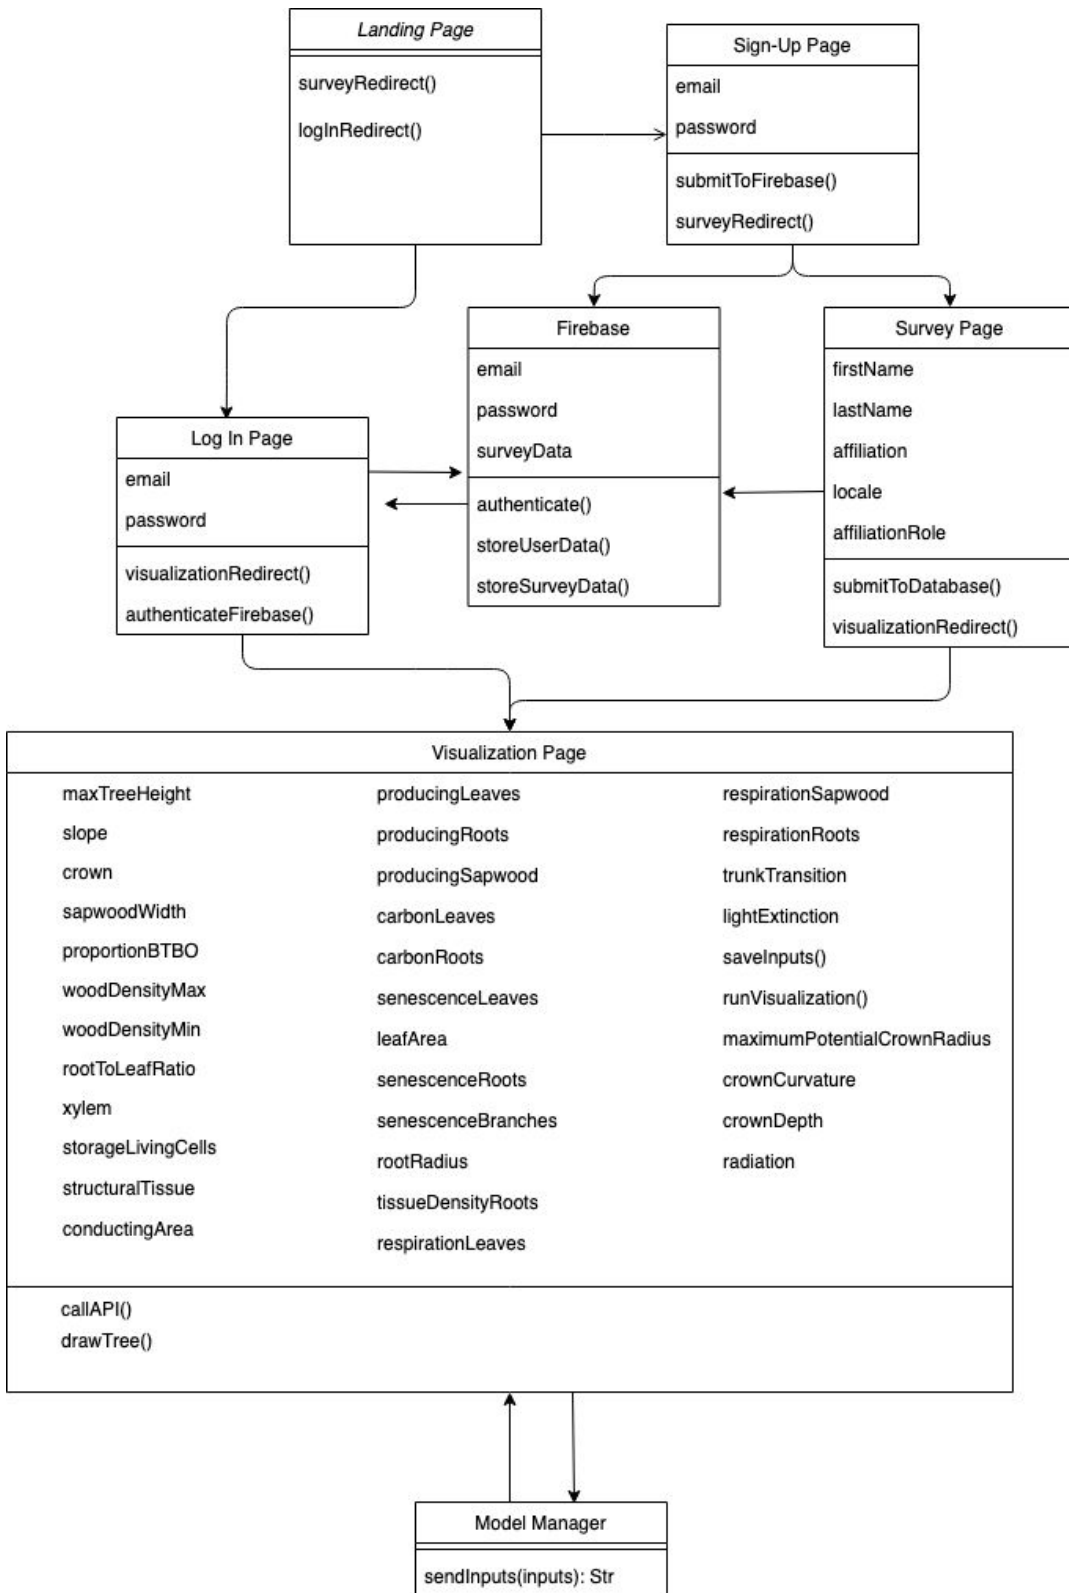 Landing Page
surveyRedirect()
logInRedirect()
Sign-Up Page
email
password
submitToFirebase()
surveyRedirect()
Firebase
email
password
surveyData
authenticate()
storeUserData()
storeSurveyData()
Survey Page
firstName
lastName
affiliation
locale
affiliationRole
submitToDatabase()
visualizationRedirect()
Log In Page
email
password
visualizationRedirect()
authenticateFirebase()
Visualization Page
maxTreeHeight
slope
crown
sapwoodWidth
proportionBTBO
woodDensityMax
woodDensityMin
rootToLeafRatio
xylem
storageLivingCells
structuralTissue
conductingArea
producingLeaves
producingRoots
producingSapwood
carbonLeaves
carbonRoots
senescenceLeaves
leafArea
senescenceRoots
senescenceBranches
rootRadius
tissueDensityRoots
respirationLeaves
respirationSapwood
respirationRoots
trunkTransition
lightExtinction
saveInputs()
runVisualization()
maximumPotentialCrownRadius
crownCurvature
crownDepth
radiation
callAPI()
drawTree()
Model Manager
sendInputs(inputs): Str